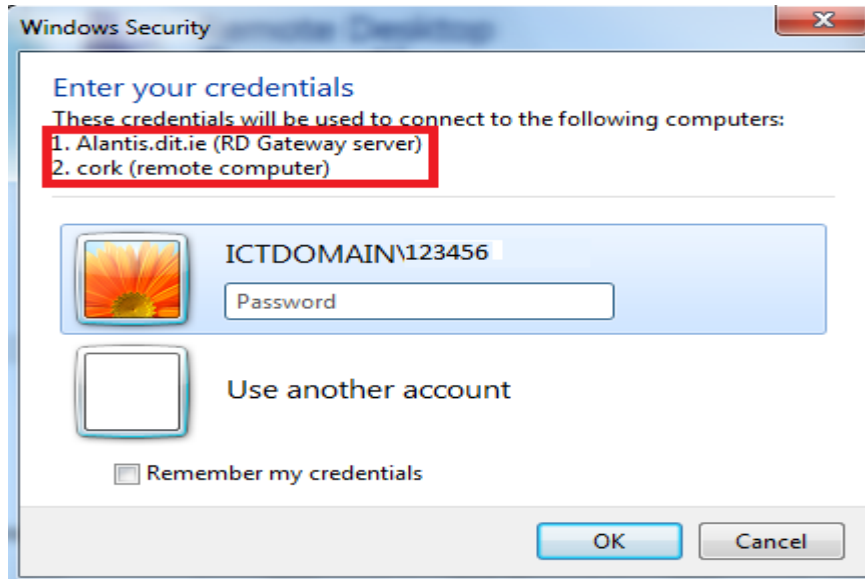 Windows Security
Enter your credentials
These credentials will be used to connect to the following computers:
1. Alantis.dit.ie (RD Gateway server)
2. cork (remote computer)
ICTDOMAIN\123456
Password
Use another account
Remember my credentials
OK
Cancel